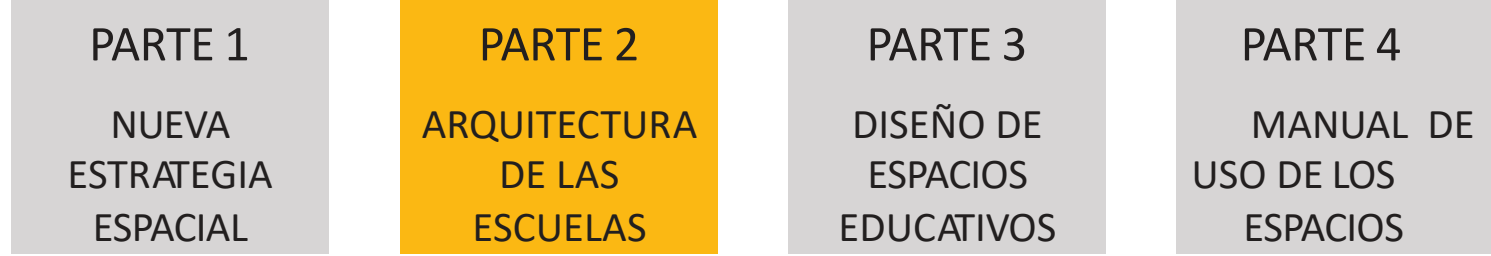 PARTE 1
NUEVA
ESTRATEGIA
ESPACIAL
PARTE 2
ARQUITECTURA
DE LAS
ESCUELAS
PARTE 3
DISEÑO DE
ESPACIOS
EDUCATIVOS
PARTE 4
MANUAL DE
USO DE LOS
ESPACIOS